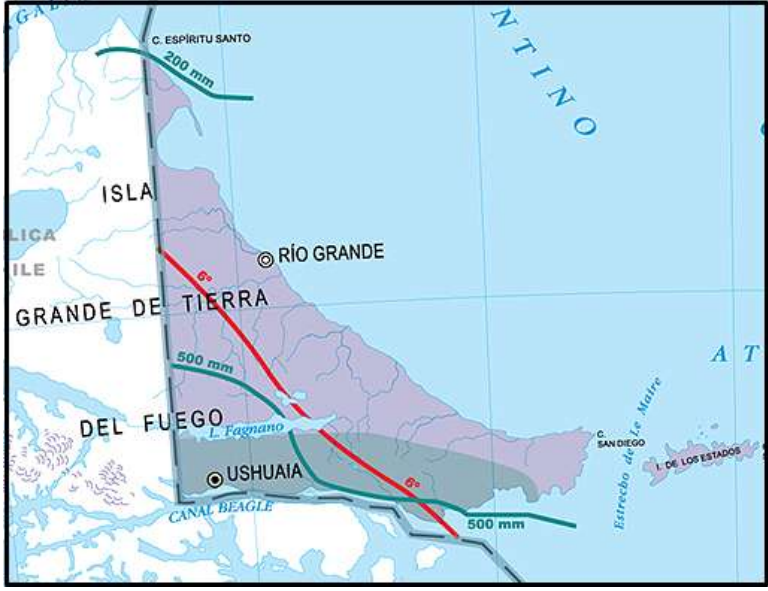 C. ESPÍRITU SANTO
200 mm
NTINO
ISLA
LICA
ILE
RÍO GRANDE
6°
GRANDE DE TIERRA
A T
500 mm
DEL FUEGO
L. Fagnano
C.
SAN DIEGO
Estrecho de Le Maire
I. DE LOS ESTADOS
USHUAIA
6°
CANAL BEAGLE
500 mm